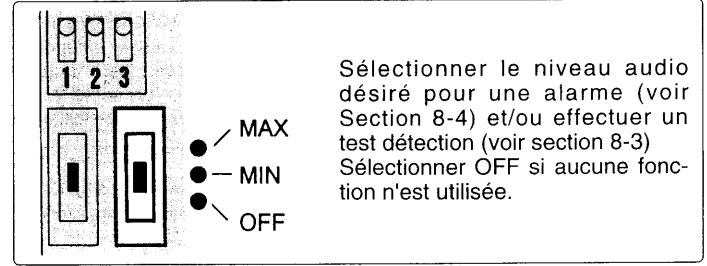 1 2 3
MAX
MIN
OFF
Sélectionner le niveau audio
désiré pour une alarme (voir
Section 8-4) et/ou effectuer un
test détection (voir section 8-3)
Sélectionner OFF si aucune fonc-
tion n'est utilisée.